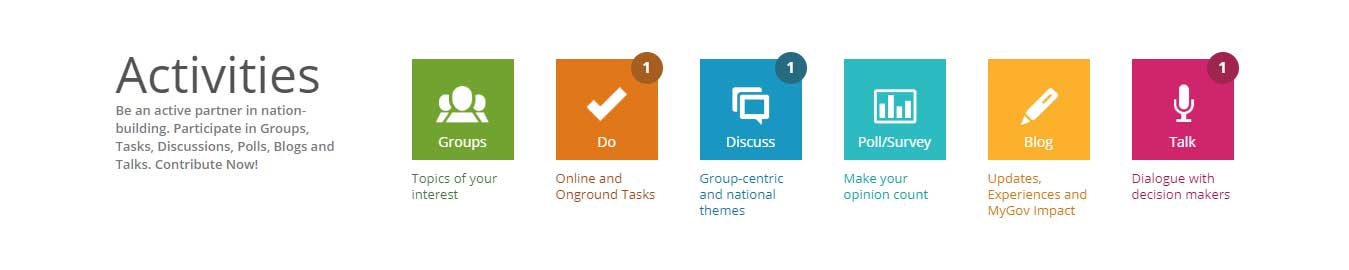 Activities
Be an active partner in nation-
building. Participate in Groups,
Tasks, Discussions, Polls, Blogs and
Talks. Contribute Now!
Groups
Topics of your
interest
1
Do
Online and
Onground Tasks
1
Discuss
Group-centric
and national
themes
Poll/Survey
Make your
opinion count
Blog
Updates,
Experiences and
MyGov Impact
1
Talk
Dialogue with
decision makers